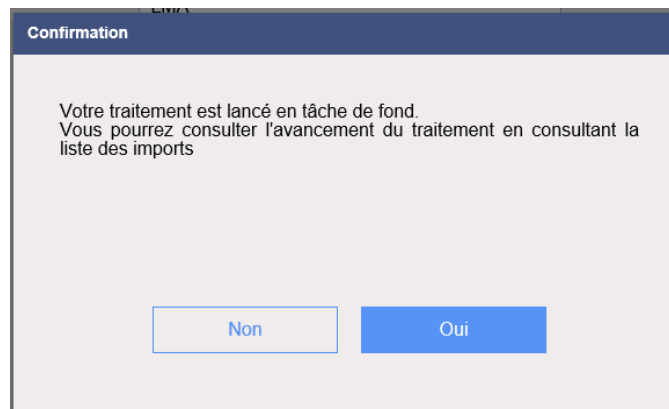 Confirmation
Votre traitement est lancé en tâche de fond.
Vous pourrez consulter l'avancement du traitement en consultant la
liste des imports
Non
Oui